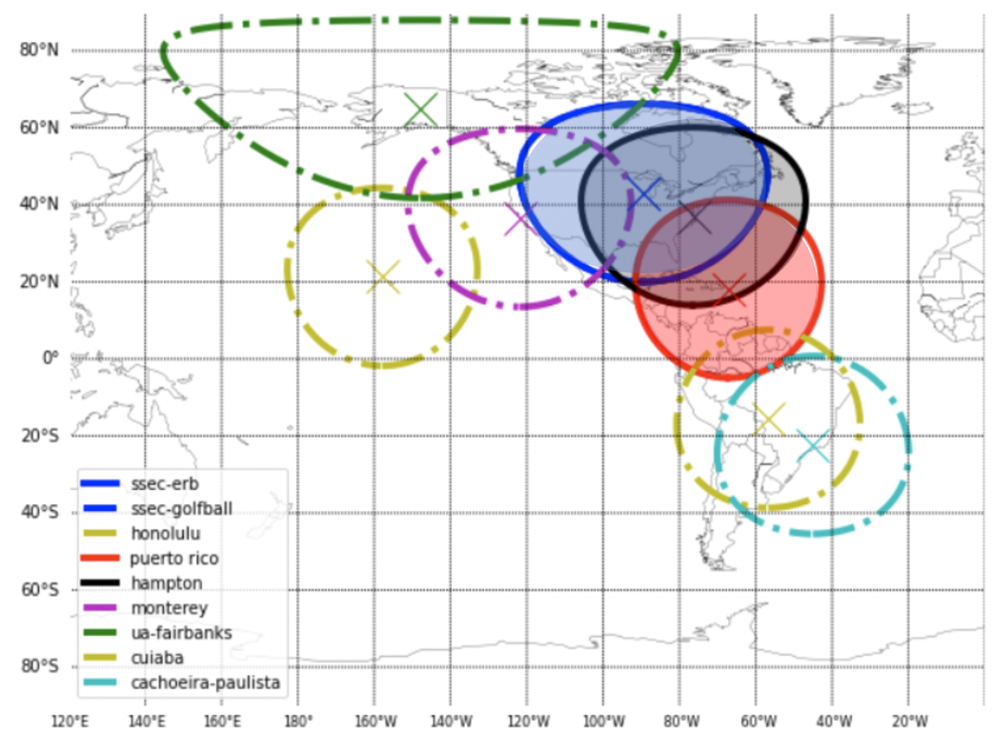 80°N
60°N
40°N
20°N
0°
20°S
40°S
60°S
80°S
ssec-erb
ssec-golfball
honolulu
puerto rico
hampton
monterey
ua-fairbanks
cuiaba
cachoeira-paulista
120°E 140°E 160°E 180° 160°W 140°W 120°W 100°W 80°W 60°W 40°W 20°W